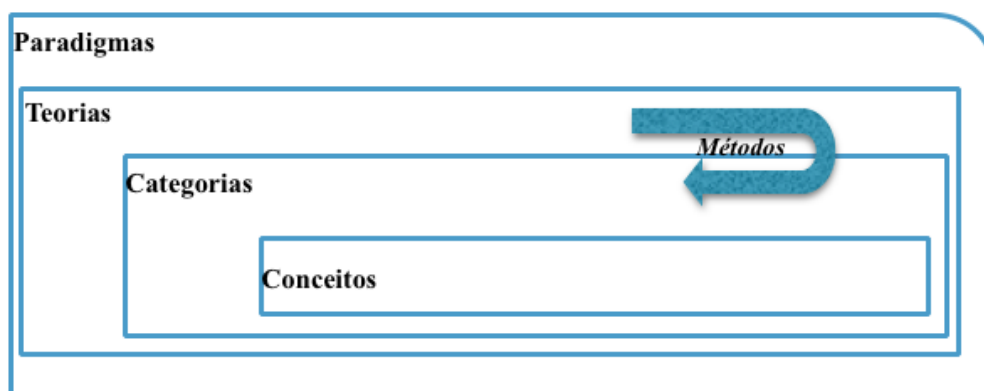 Paradigmas
Teorias
Métodos
Categorias
Conceitos